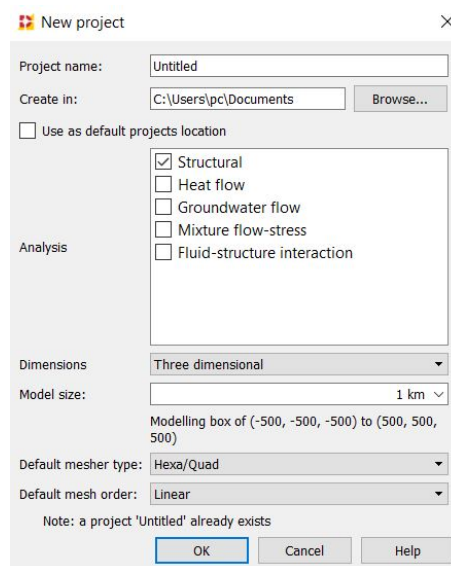 New project
Project name: Untitled
Create in: C:\Users\pc\Documents Browse...
Use as default projects location
Analysis
Structural
Heat flow
Groundwater flow
Mixture flow-stress
Fluid-structure interaction
Dimensions Three dimensional
Model size: 1 km
Modelling box of (-500, -500, -500) to (500, 500,
500)
Default mesher type: Hexa/Quad
Default mesh order: Linear
Note: a project 'Untitled' already exists
OK Cancel Help